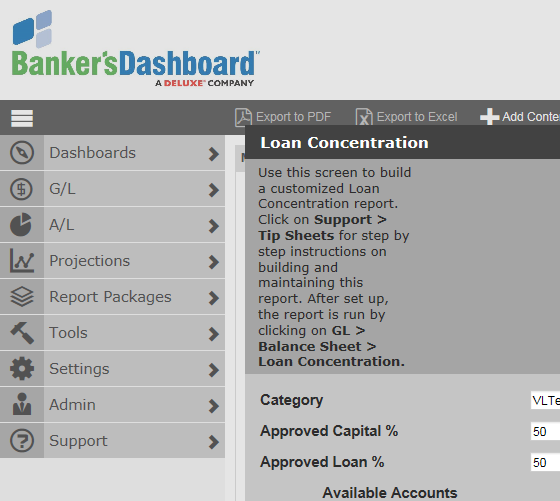 Banker'sDashboard™
A DELUXE® COMPANY
Export to PDF
Export to Excel
Add Conte
Dashboards
G/L
A/L
Projections
Report Packages
Tools
Settings
Admin
Support
Loan Concentration
Use this screen to build
a customized Loan
Concentration report.
Click on Support >
Tip Sheets for step by
step instructions on
building and
maintaining this
report. After set up,
the report is run by
clicking on GL >
Balance Sheet >
Loan Concentration.
Category VLTe
Approved Capital % 50
Approved Loan % 50
Available Accounts